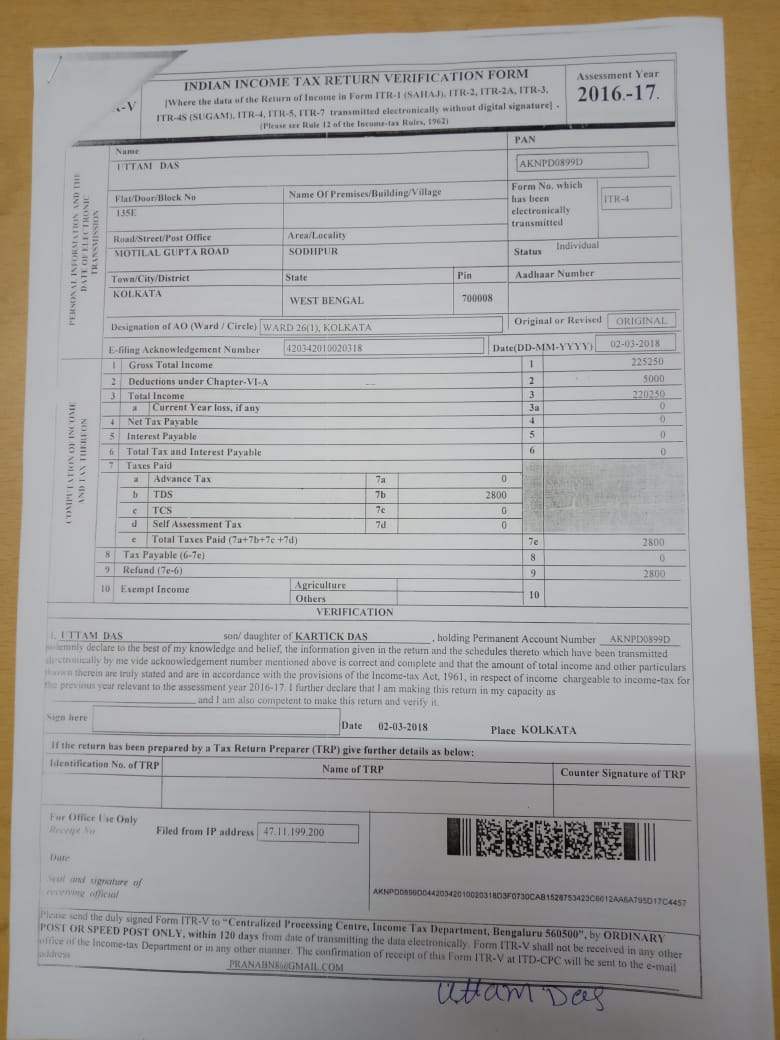 -V
INDIAN INCOME TAX RETURN VERIFICATION FORM
[Where the data of the Return of Income in Form ITR-1 (SAHAJ), ITR-2, ITR-2A, ITR-3,
ITR-4S (SUGAM), ITR-4, ITR-5, ITR-7 transmitted electronically without digital signature] .
(Please see Rule 12 of the Income-tax Rules, 1962)
Assessment Year
2016.-17.
PERSONAL INFORMATION AND THE
DATE OF ELECTRONIC
TRANSMISSION
Name
UTTAM DAS
PAN
AKNPD0899D
Flat/Door/Block No
135E
Name Of Premises/Building/Village
Form No. which
has been
electronically
transmitted
ITR-4
Road/Street/Post Office
MOTILAL GUPTA ROAD
Area/Locality
SODHPUR
Status Individual
Town/City/District
KOLKATA
State
WEST BENGAL
Pin
700008
Aadhaar Number
Designation of AO (Ward / Circle) WARD 26(1), KOLKATA
Original or Revised ORIGINAL
E-filing Acknowledgement Number 420342010020318
Date(DD-MM-YYYY) 02-03-2018
COMPUTATION OF INCOME
AND TAX THEREON
1 Gross Total Income 1 225250
2 Deductions under Chapter-VI-A 2 5000
3 Total Income 3 220250
a Current Year loss, if any 3a 0
4 Net Tax Payable 4 0
5 Interest Payable 5 0
6 Total Tax and Interest Payable 6 0
7 Taxes Paid
a Advance Tax 7a 0
b TDS 7b 2800
c TCS 7c 0
d Self Assessment Tax 7d 0
e Total Taxes Paid (7a+7b+7c +7d) 7e 2800
8 Tax Payable (6-7e) 8 0
9 Refund (7e-6) 9 2800
10 Exempt Income Agriculture
Others
10
VERIFICATION
I, UTTAM DAS son/ daughter of KARTICK DAS , holding Permanent Account Number AKNPD0899D
solemnly declare to the best of my knowledge and belief, the information given in the return and the schedules thereto which have been transmitted
electronically by me vide acknowledgement number mentioned above is correct and complete and that the amount of total income and other particulars
shown therein are truly stated and are in accordance with the provisions of the Income-tax Act, 1961, in respect of income chargeable to income-tax for
the previous year relevant to the assessment year 2016-17. I further declare that I am making this return in my capacity as
and I am also competent to make this return and verify it.
Sign here
Date 02-03-2018
Place KOLKATA
If the return has been prepared by a Tax Return Preparer (TRP) give further details as below:
Identification No. of TRP
Name of TRP
Counter Signature of TRP
For Office Use Only
Receipt No
Filed from IP address 47.11.199.200
Date
Seal and signature of
receiving official
Please send the duly signed Form ITR-V to "Centralized Processing Centre, Income Tax Department, Bengaluru 560500", by ORDINARY
POST OR SPEED POST ONLY, within 120 days from date of transmitting the data electronically. Form ITR-V shall not be received in any other
office of the Income-tax Department or in any other manner. The confirmation of receipt of this Form ITR-V at ITD-CPC will be sent to the e-mail
address
Uttam Das